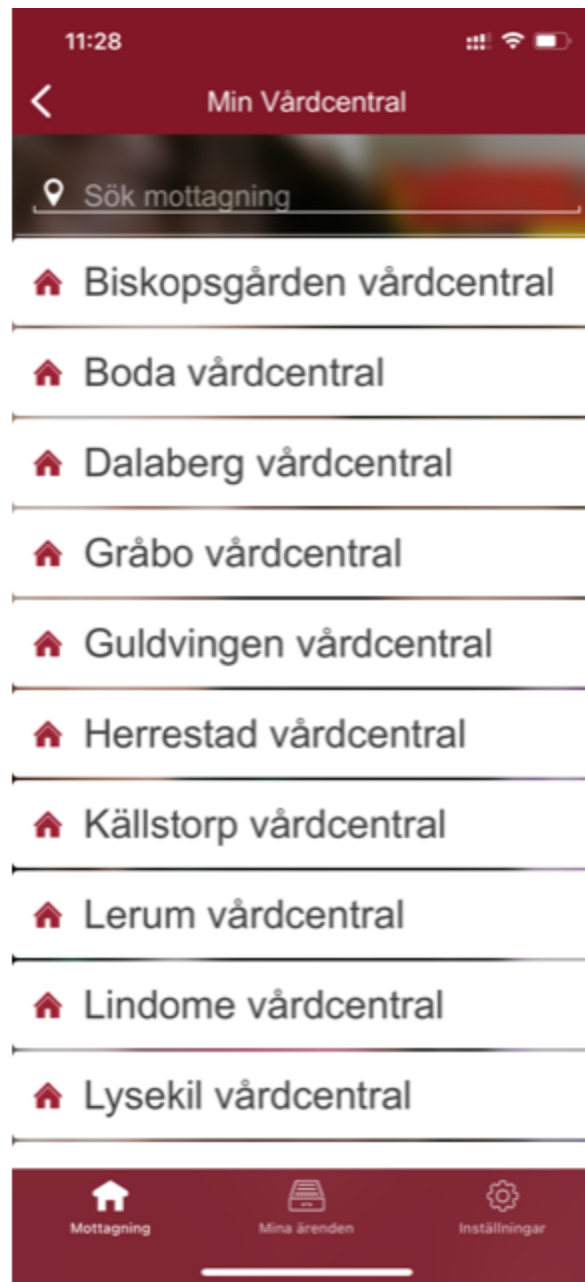 11:28
Min Vårdcentral
Sök mottagning
Biskopsgården vårdcentral
Boda vårdcentral
Dalaberg vårdcentral
Gråbo vårdcentral
Guldvingen vårdcentral
Herrestad vårdcentral
Källstorp vårdcentral
Lerum vårdcentral
Lindome vårdcentral
Lysekil vårdcentral
Mottagning Mina ärenden Inställningar